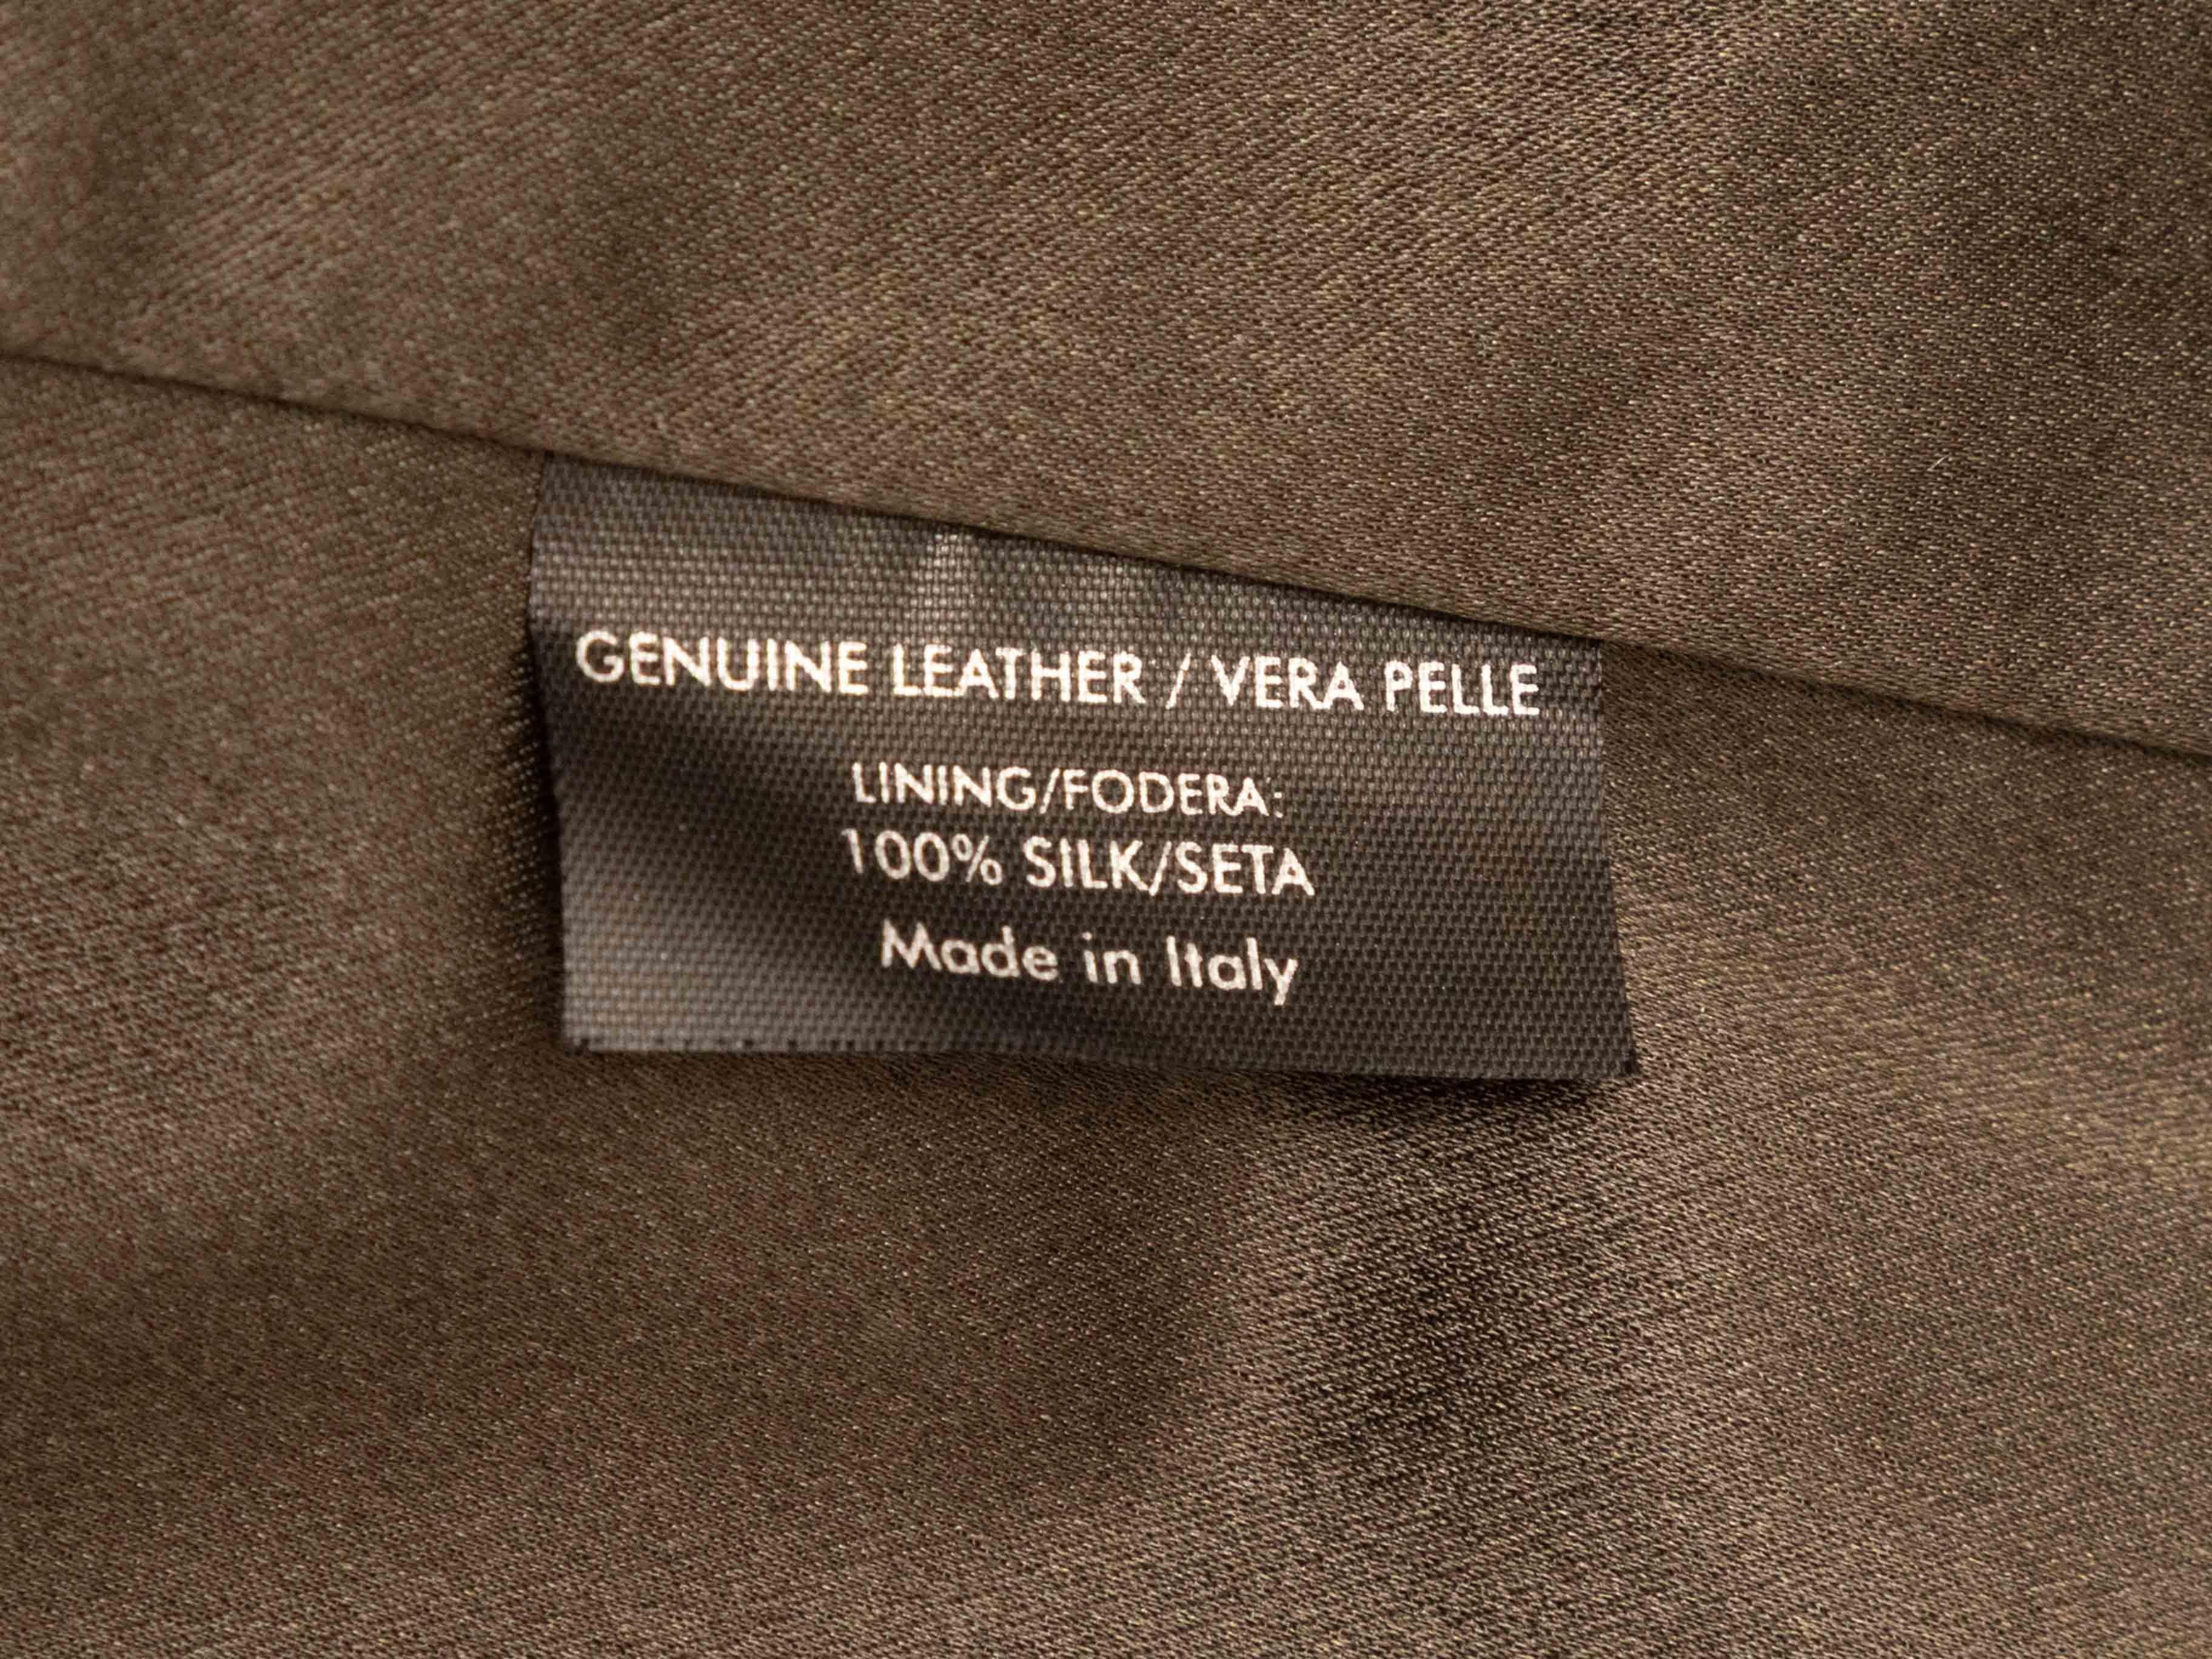 GENUINE LEATHER / VERA PELLE
LINING/FODERA:
100% SILK/SETA
Made in Italy